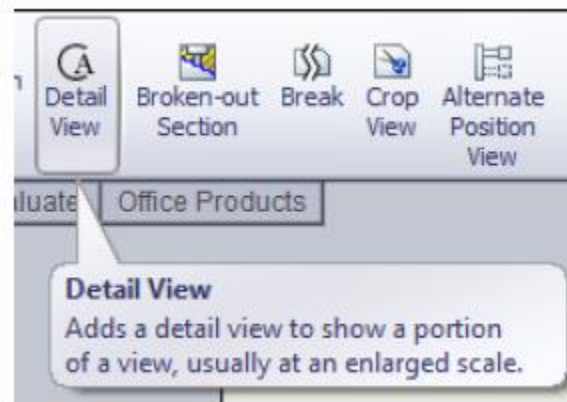 Detail View
Broken-out Section
Break
Crop View
Alternate Position View
Office Products
Detail View
Adds a detail view to show a portion
of a view, usually at an enlarged scale.